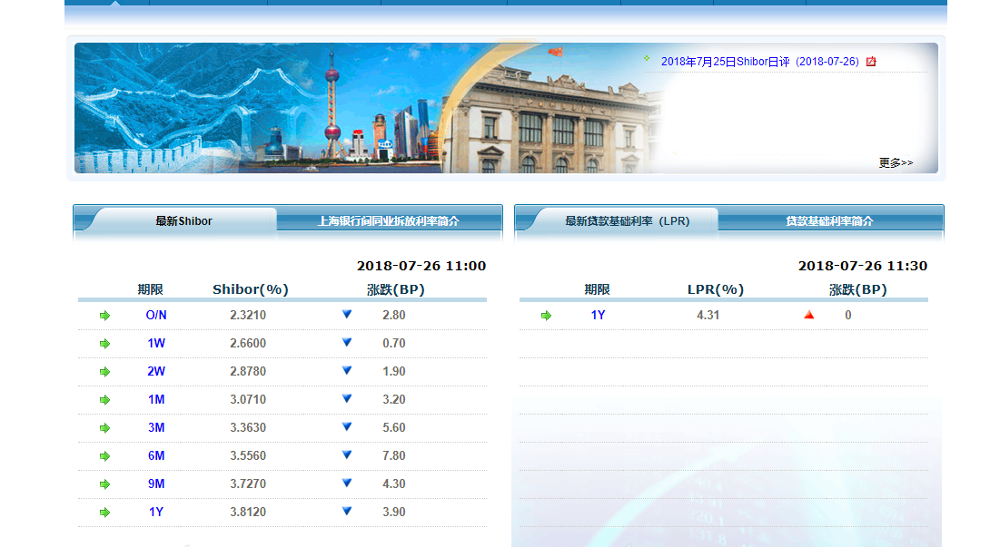 2018年7月25日Shibor日评 (2018-07-26)
更多>>
最新Shibor
上海银行间同业拆放利率简介
2018-07-26 11:00
期限 Shibor(%) 涨跌(BP)
O/N 2.3210 2.80
1W 2.6600 0.70
2W 2.8780 1.90
1M 3.0710 3.20
3M 3.3630 5.60
6M 3.5560 7.80
9M 3.7270 4.30
1Y 3.8120 3.90
最新贷款基础利率（LPR)
贷款基础利率简介
2018-07-26 11:30
期限 LPR(%) 涨跌(BP)
1Y 4.31 0